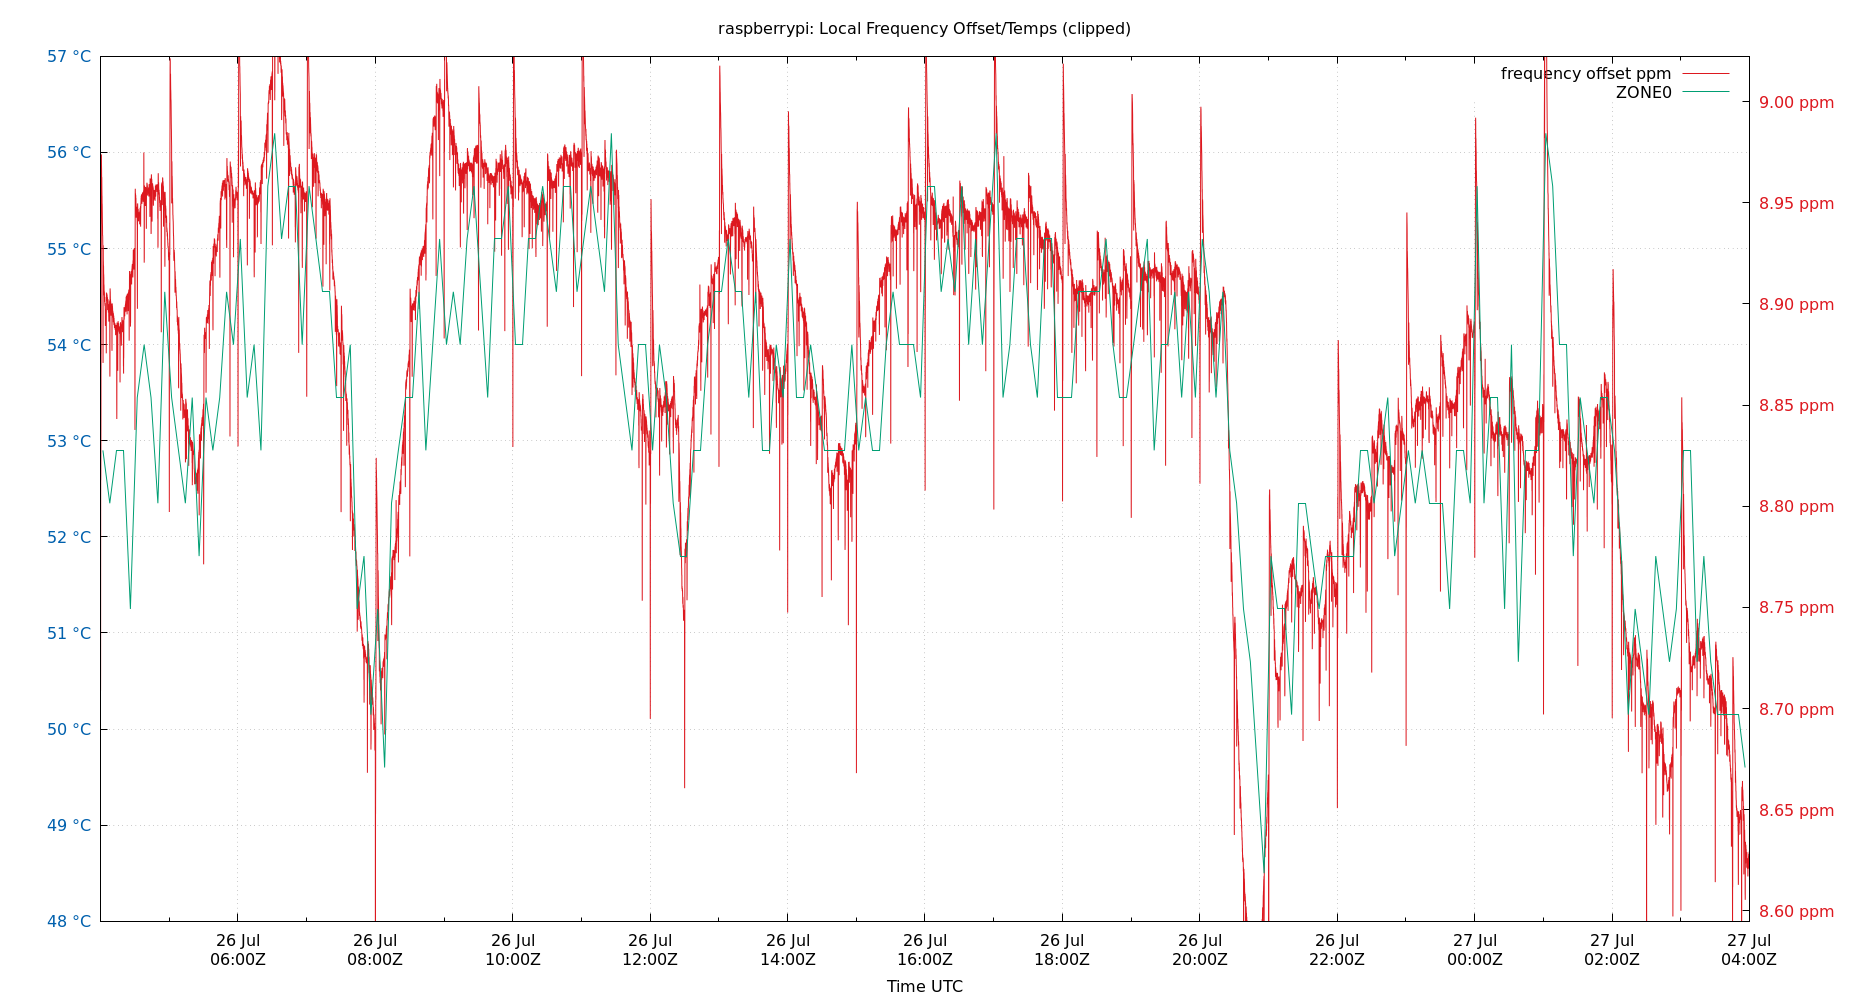 raspberrypi: Local Frequency Offset/Temps (clipped)
57 °C
56 °C
55 °C
54 °C
53 °C
52 °C
51 °C
50 °C
49 °C
48 °C
frequency offset ppm
ZONE0
9.00 ppm
8.95 ppm
8.90 ppm
8.85 ppm
8.80 ppm
8.75 ppm
8.70 ppm
8.65 ppm
8.60 ppm
26 Jul
06:00Z
26 Jul
08:00Z
26 Jul
10:00Z
26 Jul
12:00Z
26 Jul
14:00Z
26 Jul
16:00Z
26 Jul
18:00Z
26 Jul
20:00Z
26 Jul
22:00Z
27 Jul
00:00Z
27 Jul
02:00Z
27 Jul
04:00Z
Time UTC